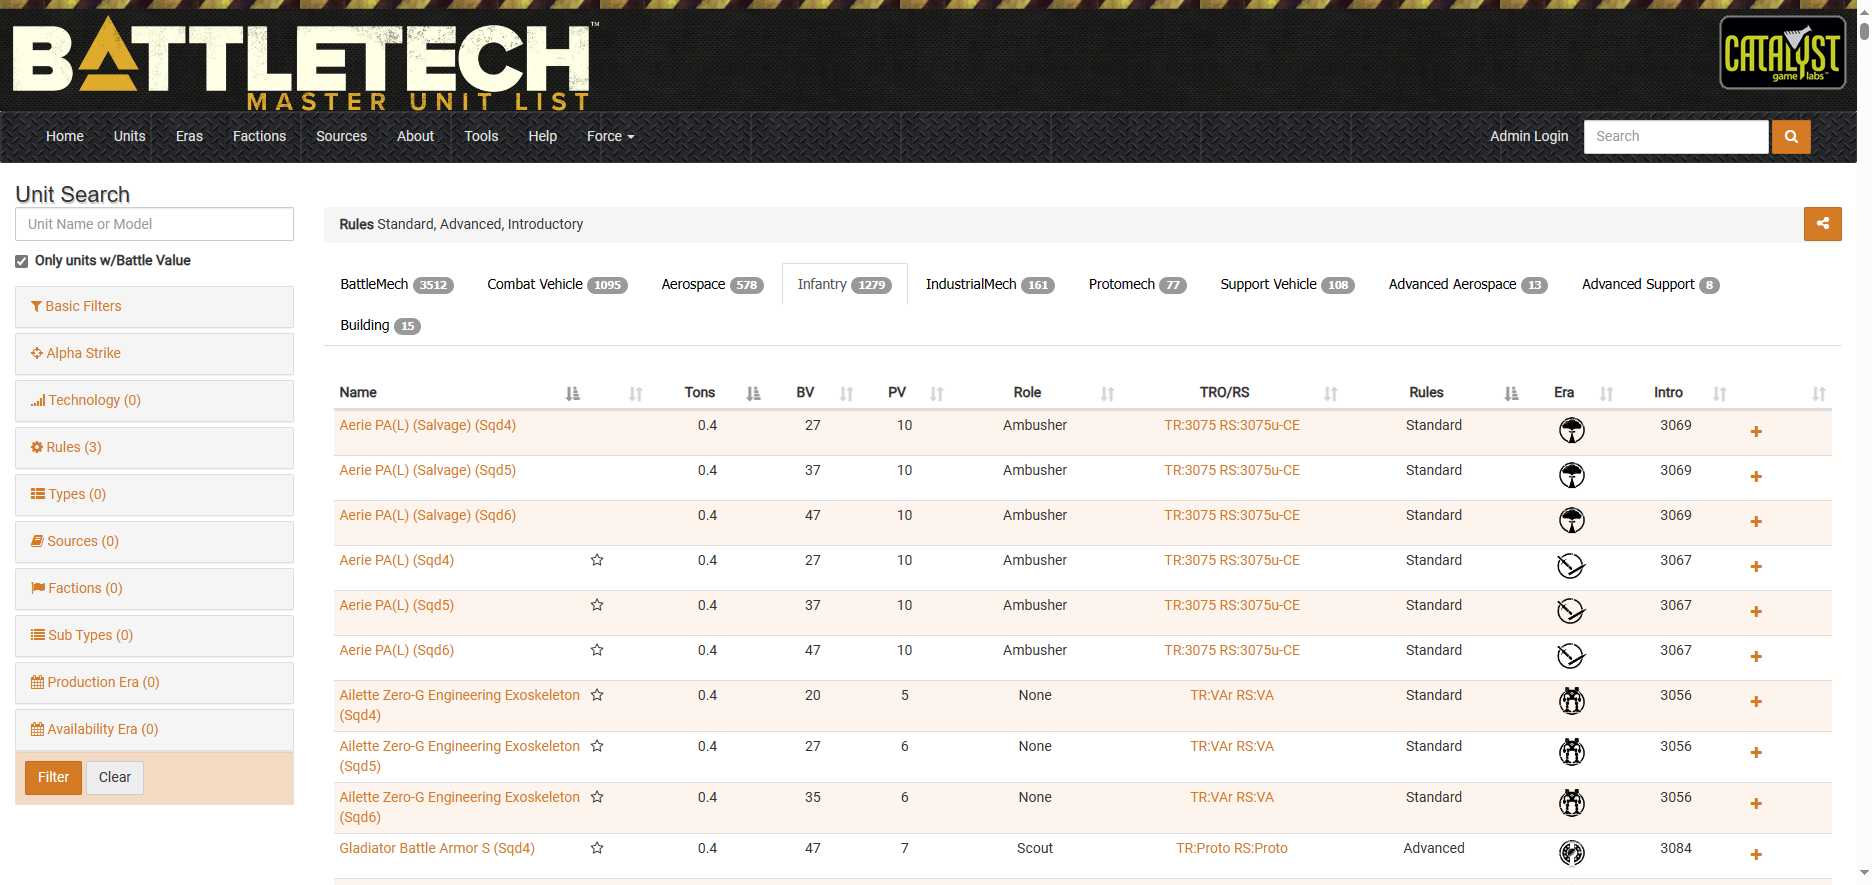 BATTLETECH™
MASTER UNIT LIST
CATALYST
game labs™
Home Units Eras Factions Sources About Tools Help Force Admin Login Search
Unit Search
Unit Name or Model
Only units w/Battle Value
Basic Filters
Alpha Strike
Technology (0)
Rules (3)
Types (0)
Sources (0)
Factions (0)
Sub Types (0)
Production Era (0)
Availability Era (0)
Filter Clear
Rules Standard, Advanced, Introductory
BattleMech 3512 Combat Vehicle 1095 Aerospace 578 Infantry 1279 IndustrialMech 161 Protomech 77 Support Vehicle 108 Advanced Aerospace 13 Advanced Support 8
Building 15
Name Tons BV PV Role TRO/RS Rules Era Intro
Aerie PA(L) (Salvage) (Sqd4) 0.4 27 10 Ambusher TR:3075 RS:3075u-CE Standard 3069
Aerie PA(L) (Salvage) (Sqd5) 0.4 37 10 Ambusher TR:3075 RS:3075u-CE Standard 3069
Aerie PA(L) (Salvage) (Sqd6) 0.4 47 10 Ambusher TR:3075 RS:3075u-CE Standard 3069
Aerie PA(L) (Sqd4) 0.4 27 10 Ambusher TR:3075 RS:3075u-CE Standard 3067
Aerie PA(L) (Sqd5) 0.4 37 10 Ambusher TR:3075 RS:3075u-CE Standard 3067
Aerie PA(L) (Sqd6) 0.4 47 10 Ambusher TR:3075 RS:3075u-CE Standard 3067
Ailette Zero-G Engineering Exoskeleton 0.4 20 5 None TR:VAr RS:VA Standard 3056
(Sqd4)
Ailette Zero-G Engineering Exoskeleton 0.4 27 6 None TR:VAr RS:VA Standard 3056
(Sqd5)
Ailette Zero-G Engineering Exoskeleton 0.4 35 6 None TR:VAr RS:VA Standard 3056
(Sqd6)
Gladiator Battle Armor S (Sqd4) 0.4 47 7 Scout TR:Proto RS:Proto Advanced 3084